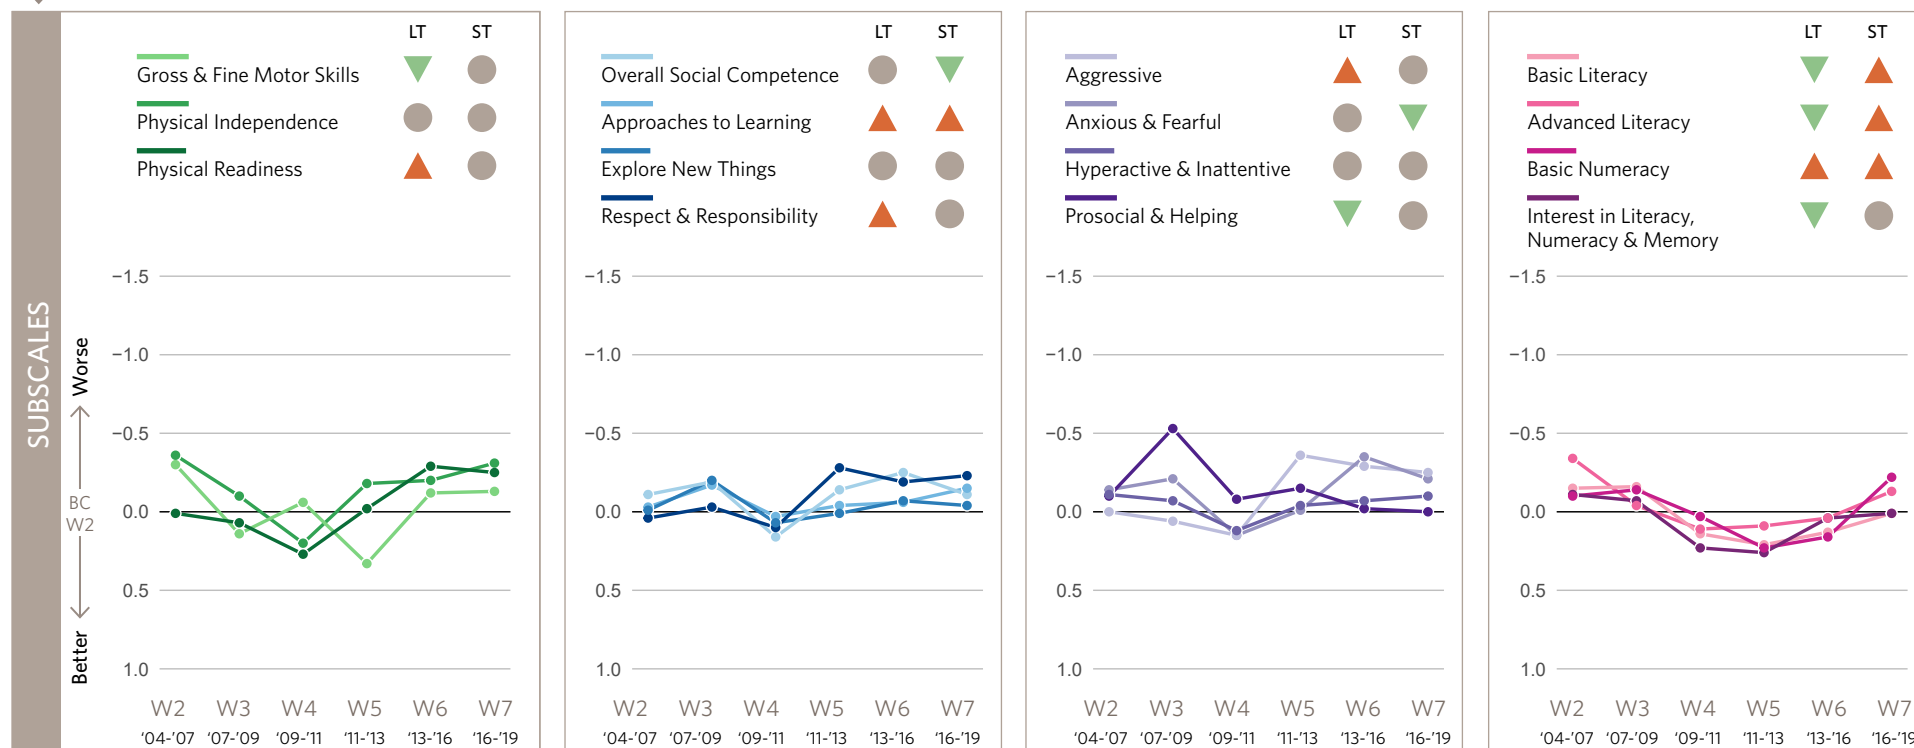 SUBSCALES
Worse
BC
W2
Better
LT ST
Gross & Fine Motor Skills
Physical Independence
Physical Readiness
−1.5
−1.0
−0.5
0.0
0.5
1.0
W2 W3 W4 W5 W6 W7
‘04-’07 ‘07-’09 ‘09-’11 ‘11-’13 ‘13-’16 ‘16-’19
LT ST
Overall Social Competence
Approaches to Learning
Explore New Things
Respect & Responsibility
−1.5
−1.0
−0.5
0.0
0.5
1.0
W2 W3 W4 W5 W6 W7
‘04-’07 ‘07-’09 ‘09-’11 ‘11-’13 ‘13-’16 ‘16-’19
LT ST
Aggressive
Anxious & Fearful
Hyperactive & Inattentive
Prosocial & Helping
−1.5
−1.0
−0.5
0.0
0.5
1.0
W2 W3 W4 W5 W6 W7
‘04-’07 ‘07-’09 ‘09-’11 ‘11-’13 ‘13-’16 ‘16-’19
LT ST
Basic Literacy
Advanced Literacy
Basic Numeracy
Interest in Literacy,
Numeracy & Memory
−1.5
−1.0
−0.5
0.0
0.5
1.0
W2 W3 W4 W5 W6 W7
‘04-’07 ‘07-’09 ‘09-’11 ‘11-’13 ‘13-’16 ‘16-’19